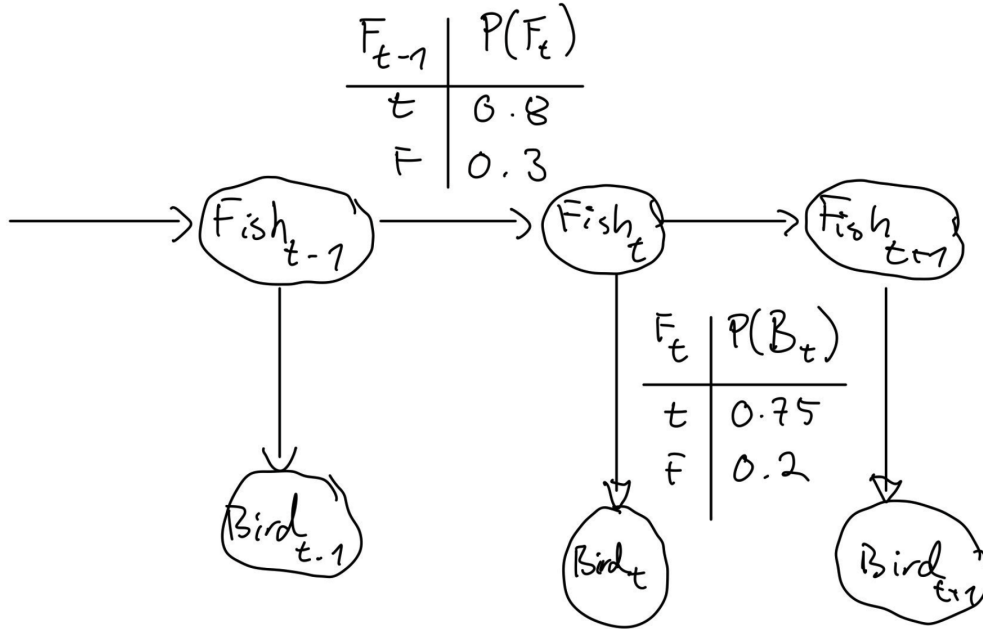 F_{t-1} | P(F_t)
t | 0.8
F | 0.3
Fish_{t-1}
Fish_t
Fish_{t+1}
F_t | P(B_t)
t | 0.75
F | 0.2
Bird_{t-1}
Bird_t
Bird_{t+1}